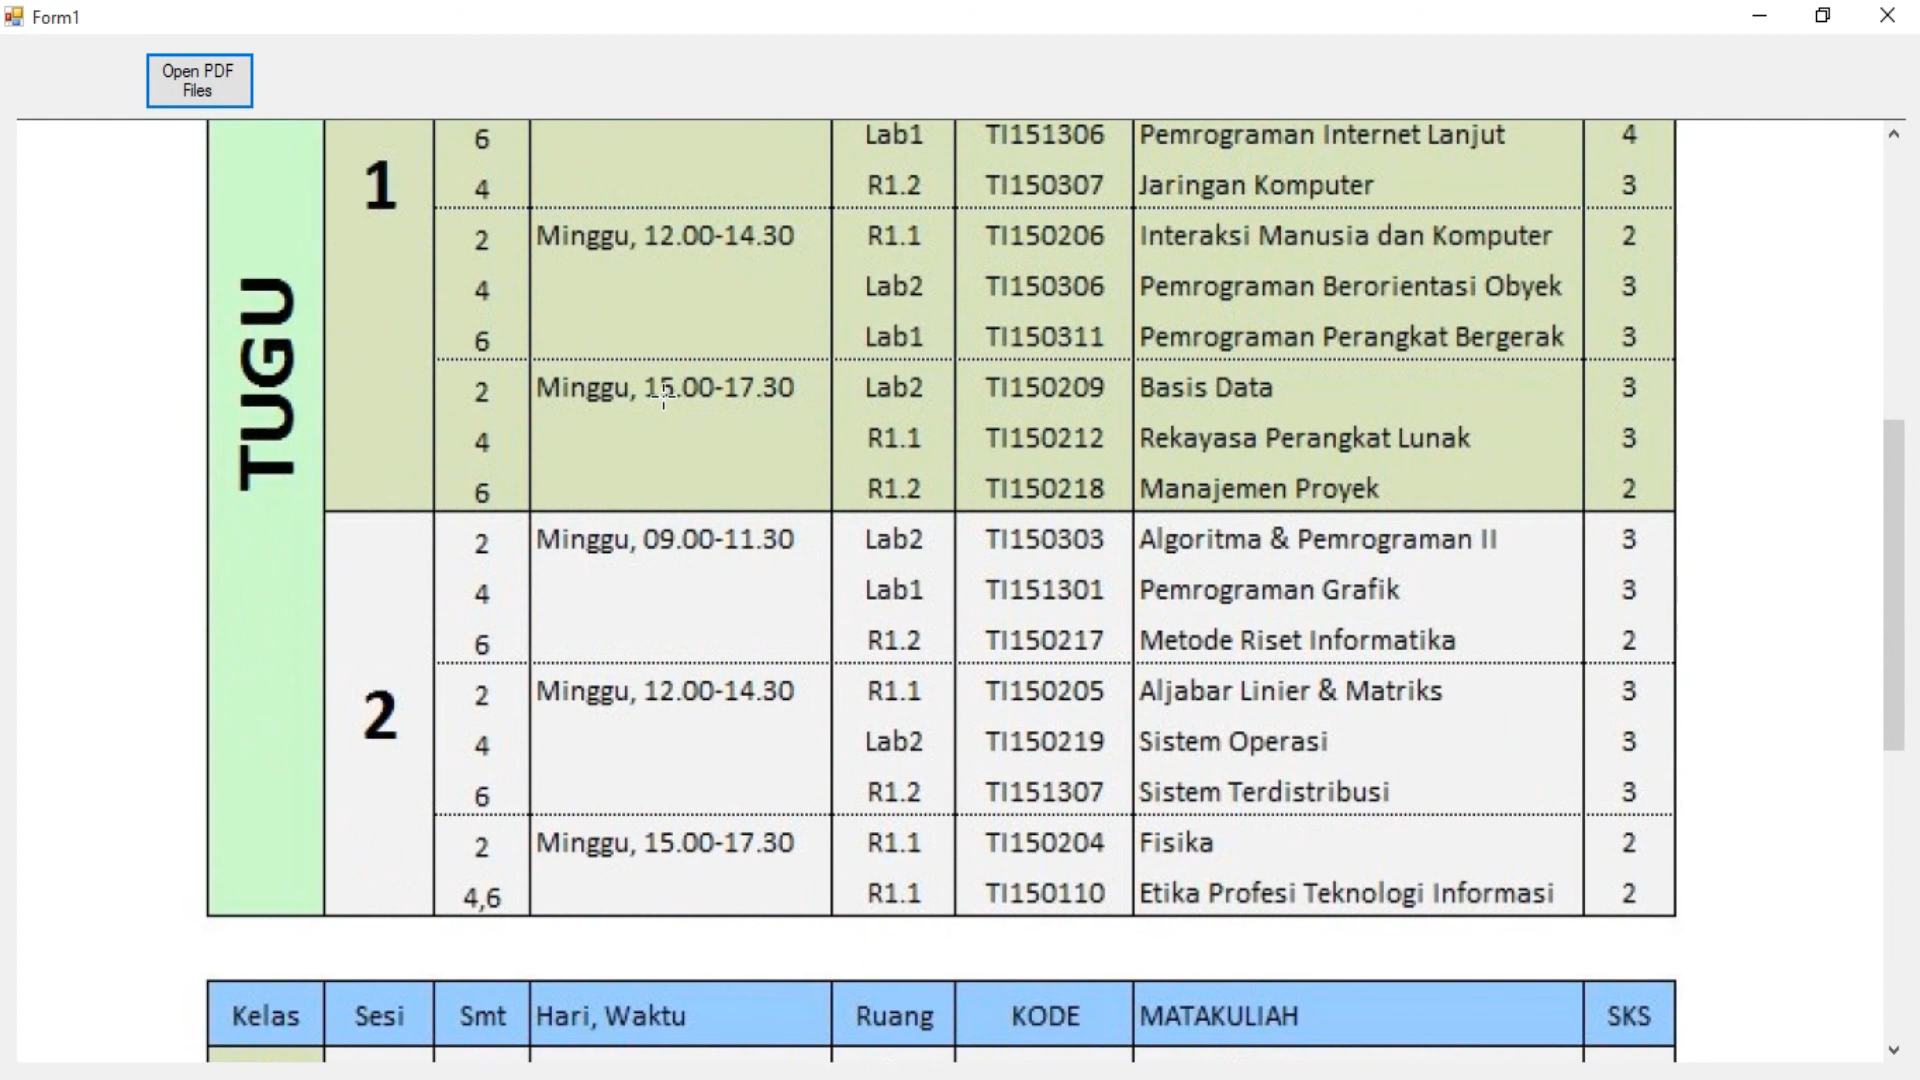 Form1
Open PDF
Files
TUGU
1
6 Lab1 TI151306 Pemrograman Internet Lanjut 4
4 R1.2 TI150307 Jaringan Komputer 3
2 Minggu, 12.00-14.30 R1.1 TI150206 Interaksi Manusia dan Komputer 2
4 Lab2 TI150306 Pemrograman Berorientasi Obyek 3
6 Lab1 TI150311 Pemrograman Perangkat Bergerak 3
2 Minggu, 15.00-17.30 Lab2 TI150209 Basis Data 3
4 R1.1 TI150212 Rekayasa Perangkat Lunak 3
6 R1.2 TI150218 Manajemen Proyek 2
2
2 Minggu, 09.00-11.30 Lab2 TI150303 Algoritma & Pemrograman II 3
4 Lab1 TI151301 Pemrograman Grafik 3
6 R1.2 TI150217 Metode Riset Informatika 2
2 Minggu, 12.00-14.30 R1.1 TI150205 Aljabar Linier & Matriks 3
4 Lab2 TI150219 Sistem Operasi 3
6 R1.2 TI151307 Sistem Terdistribusi 3
2 Minggu, 15.00-17.30 R1.1 TI150204 Fisika 2
4,6 R1.1 TI150110 Etika Profesi Teknologi Informasi 2
Kelas Sesi Smt Hari, Waktu Ruang KODE MATAKULIAH SKS